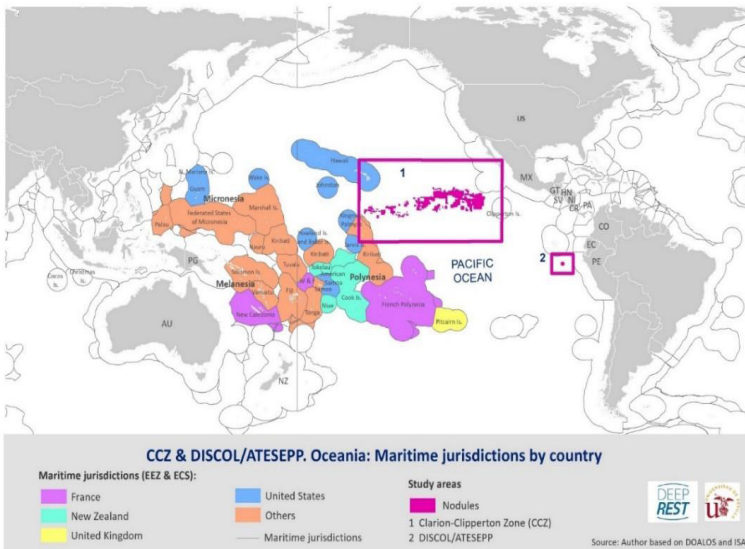 US
Hawaii
1
N. Mariana Is.
Wake Is.
Guam
Johnston
MX
Micronesia
Marshall Is.
Clipperton Is.
GT HN
SV NI
CR PA
Federated States
of Micronesia
Palau
CO
Kiribati
Nauru
Kiribati
Kiribati
PACIFIC
OCEAN
2
EC
PE
PG
Tuvalu
Tokelau
American
Samoa
Polynesia
Solomon Is.
Melanesia
Vanuatu
Fiji
Cook Is.
French Polynesia
Niue
Tonga
New Caledonia
Pitcairn Is.
Cocos Is.
Christmas Is.
AU
NZ
CCZ & DISCOL/ATESEPP. Oceania: Maritime jurisdictions by country
Maritime jurisdictions (EEZ & ECS):
France
New Zealand
United Kingdom
United States
Others
Maritime jurisdictions
Study areas
Nodules
1 Clarion-Clipperton Zone (CCZ)
2 DISCOL/ATESEPP
DEEP
REST
Source: Author based on DOALOS and ISA